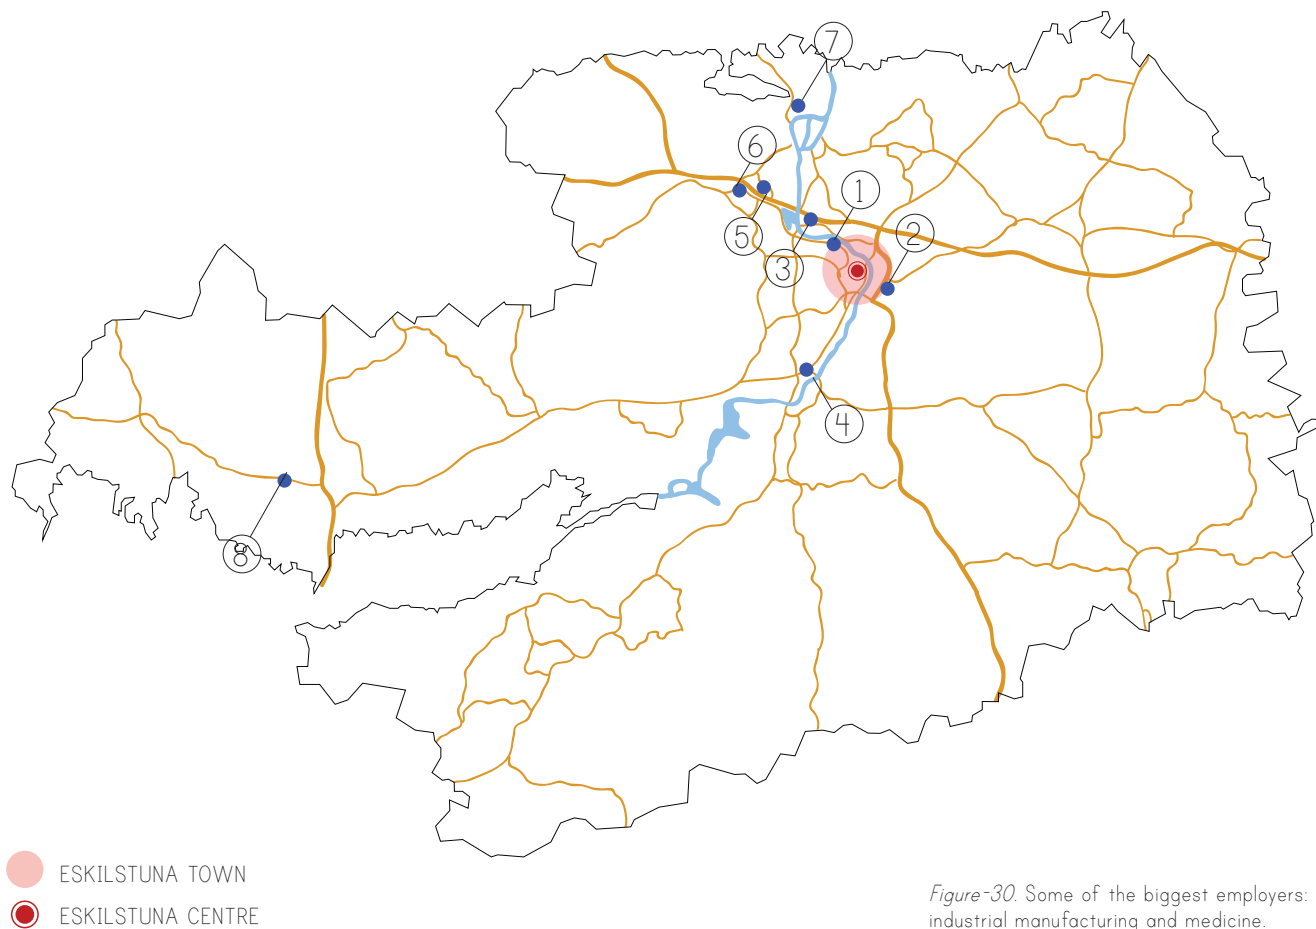 7
6
1
5
2
3
4
8
ESKILSTUNA TOWN
ESKILSTUNA CENTRE
Figure-30. Some of the biggest employers:
industrial manufacturing and medicine.